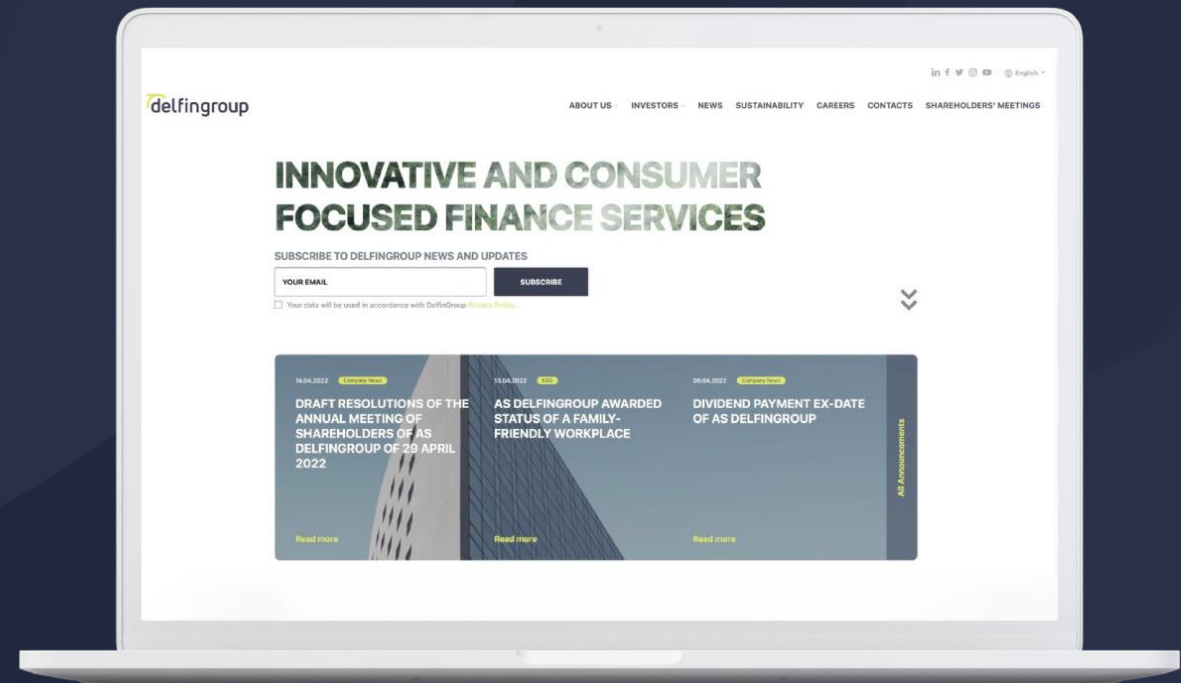 English
delfingroup
ABOUT US INVESTORS NEWS SUSTAINABILITY CAREERS CONTACTS SHAREHOLDERS' MEETINGS
INNOVATIVE AND CONSUMER
FOCUSED FINANCE SERVICES
SUBSCRIBE TO DELFINGROUP NEWS AND UPDATES
YOUR EMAIL
SUBSCRIBE
Your data will be used in accordance with DelfinGroup Privacy Policy.
14.04.2022 Company News
DRAFT RESOLUTIONS OF THE
ANNUAL MEETING OF
SHAREHOLDERS OF AS
DELFINGROUP OF 29 APRIL
2022
Read more
13.04.2022 ESG
AS DELFINGROUP AWARDED
STATUS OF A FAMILY-
FRIENDLY WORKPLACE
Read more
Company News
DIVIDEND PAYMENT EX-DATE
OF AS DELFINGROUP
Read more
All Announcements